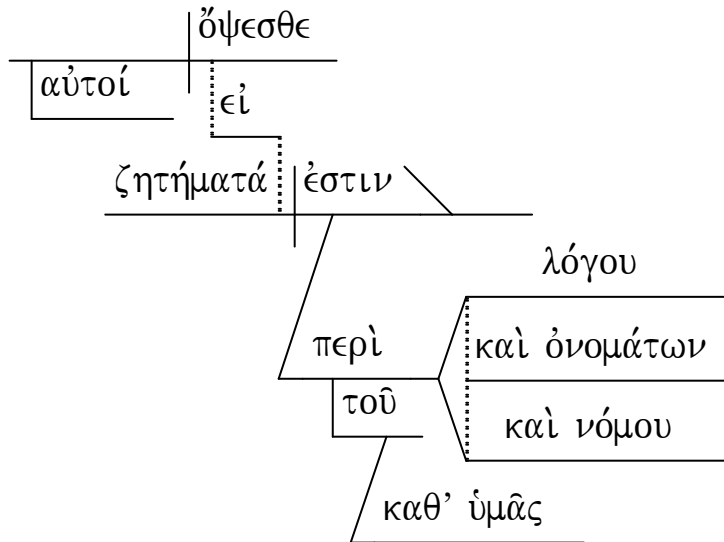 ὄψεσθε
αὐτοί
εἰ
ζητήματά ἐστιν
λόγου
περὶ
καὶ ὀνομάτων
τοῦ
καὶ νόμου
καθ’ ὑμᾶς